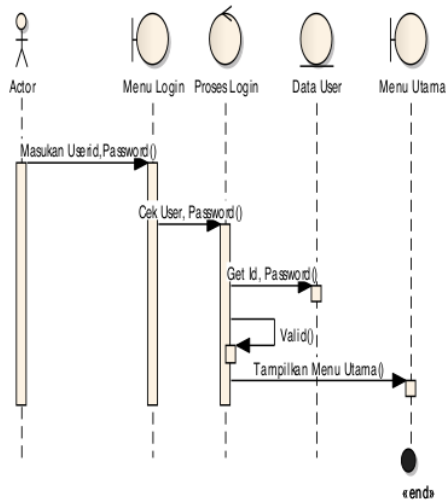 Actor
Menu Login
Proses Login
Data User
Menu Utama
Masukan Userid,Password()
Cek User, Password()
Get Id, Password()
Valid()
Tampilkan Menu Utama()
«end»